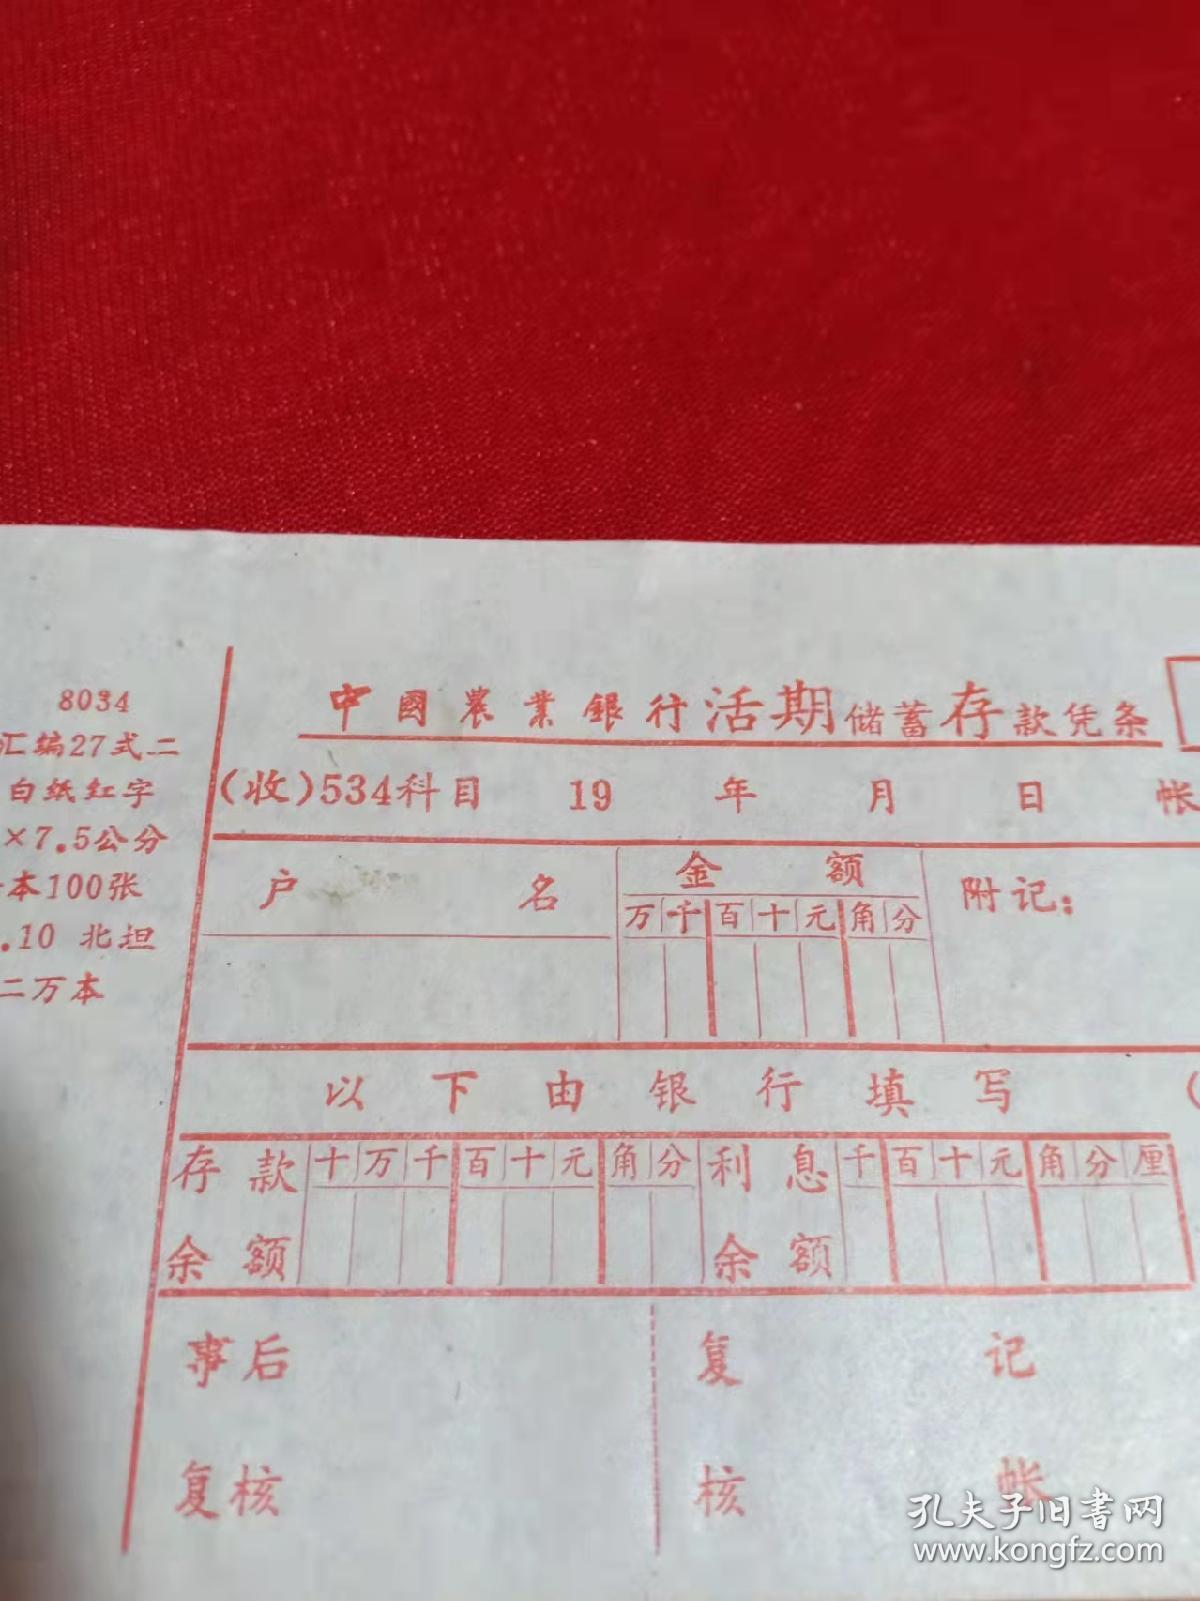 8034
汇编27式二
白纸红字
×7.5公分
本100张
.10 北坦
二万本
中國農業銀行活期储蓄存款凭条
(收)534科目 19 年 月 日 帐
户 名 金 额 附记:
万千百十元角分
以下由银行填写 (
存款 十万千百十元角分 利息 千百十元角分厘
余额 余额
事后 复 记
复核 核 帐
孔夫子旧书网
www.kongfz.com